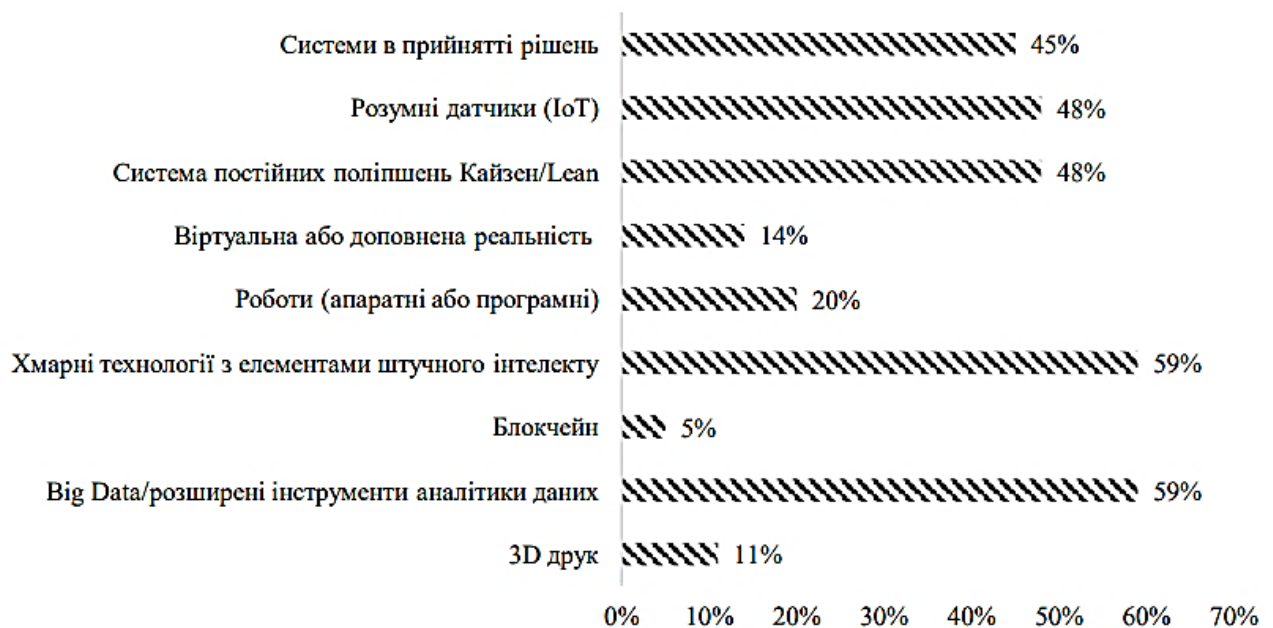 Системи в прийнятті рішень 45%
Розумні датчики (IoT) 48%
Система постійних поліпшень Кайзен/Lean 48%
Віртуальна або доповнена реальність 14%
Роботи (апаратні або програмні) 20%
Хмарні технології з елементами штучного інтелекту 59%
Блокчейн 5%
Big Data/розширені інструменти аналітики даних 59%
3D друк 11%
0% 10% 20% 30% 40% 50% 60% 70%